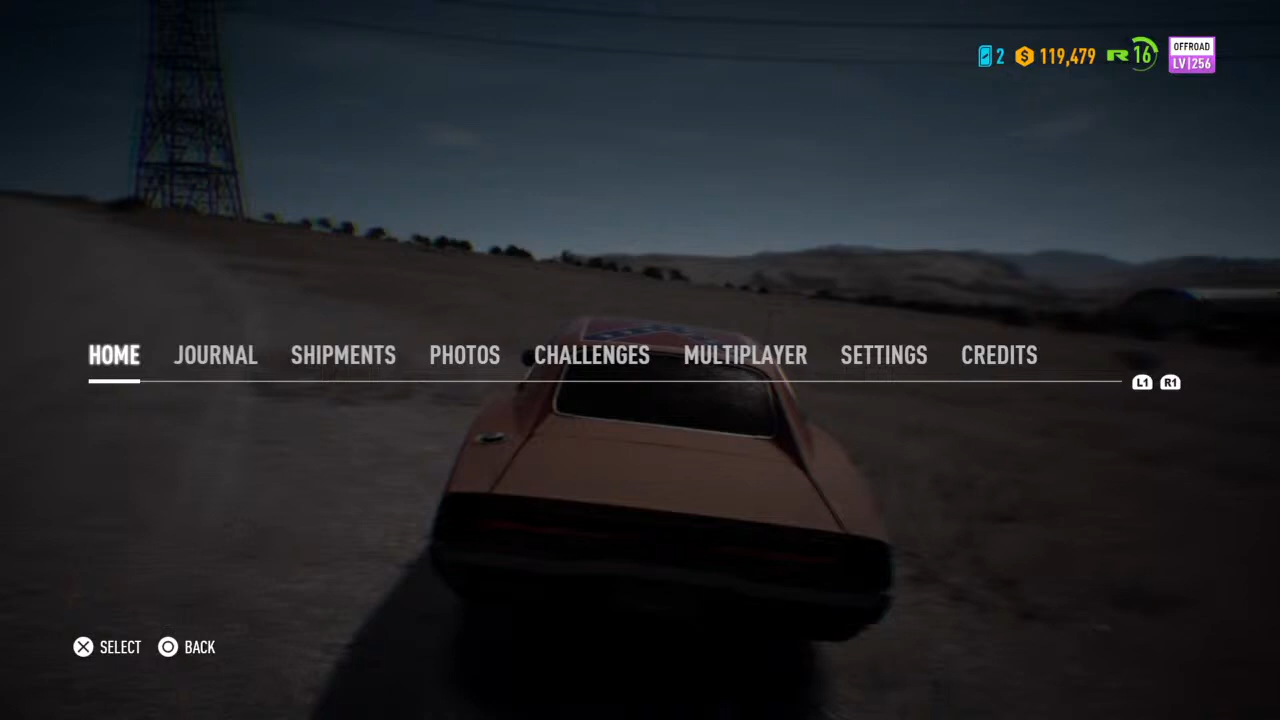 2 119,479 R 16 OFFROAD
LV|256
HOME JOURNAL SHIPMENTS PHOTOS CHALLENGES MULTIPLAYER SETTINGS CREDITS
L1 R1
SELECT BACK